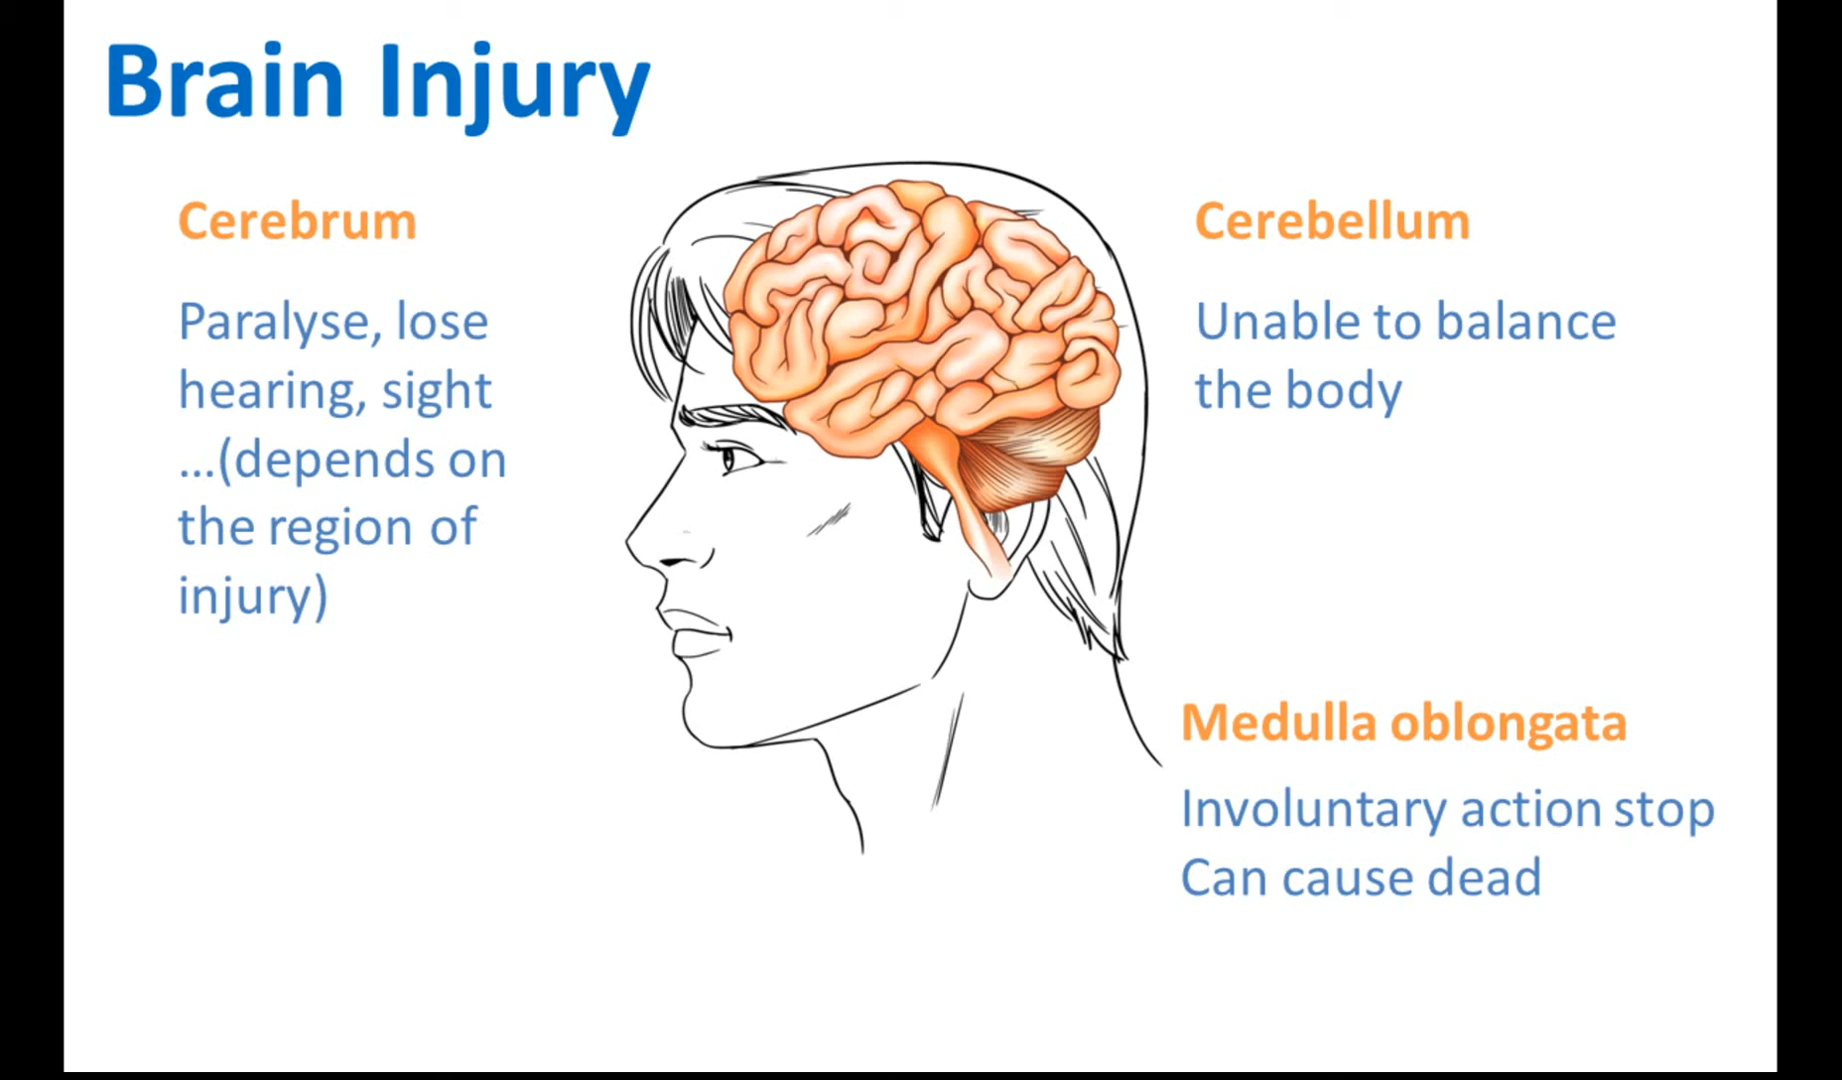 Brain Injury
Cerebrum
Paralyse, lose
hearing, sight
...(depends on
the region of
injury)
Cerebellum
Unable to balance
the body
Medulla oblongata
Involuntary action stop
Can cause dead